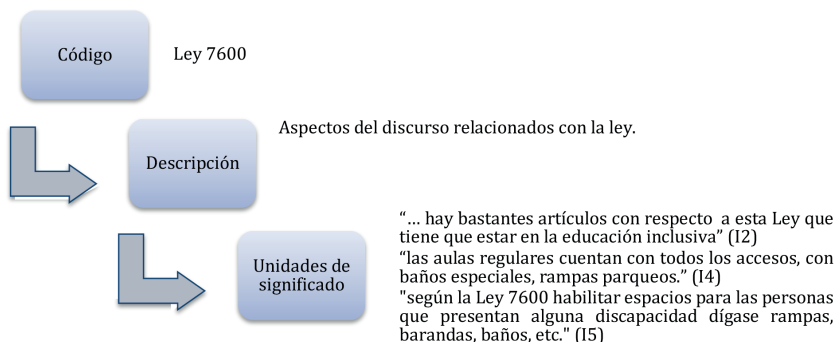 Código
Ley 7600
Descripción
Aspectos del discurso relacionados con la ley.
Unidades de
significado
“… hay bastantes artículos con respecto a esta Ley que
tiene que estar en la educación inclusiva” (I2)
“las aulas regulares cuentan con todos los accesos, con
baños especiales, rampas parqueos.” (I4)
"según la Ley 7600 habilitar espacios para las personas
que presentan alguna discapacidad dígase rampas,
barandas, baños, etc." (I5)